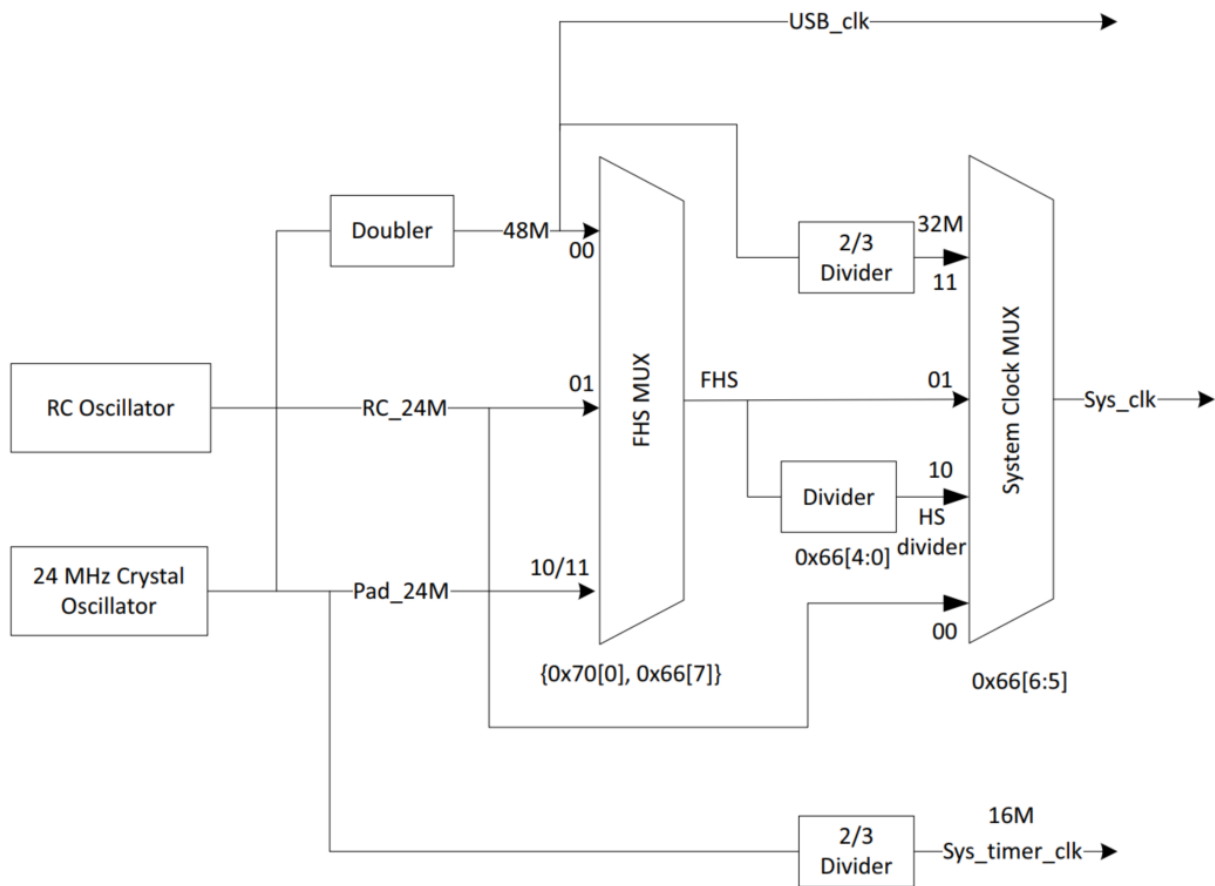 USB_clk
Doubler
48M
00
2/3
Divider
32M
11
RC Oscillator
RC_24M
01
FHS MUX
FHS
01
System Clock MUX
Sys_clk
Divider
10
HS
divider
0x66[4:0]
24 MHz Crystal
Oscillator
Pad_24M
10/11
00
{0x70[0], 0x66[7]}
0x66[6:5]
2/3
Divider
16M
Sys_timer_clk